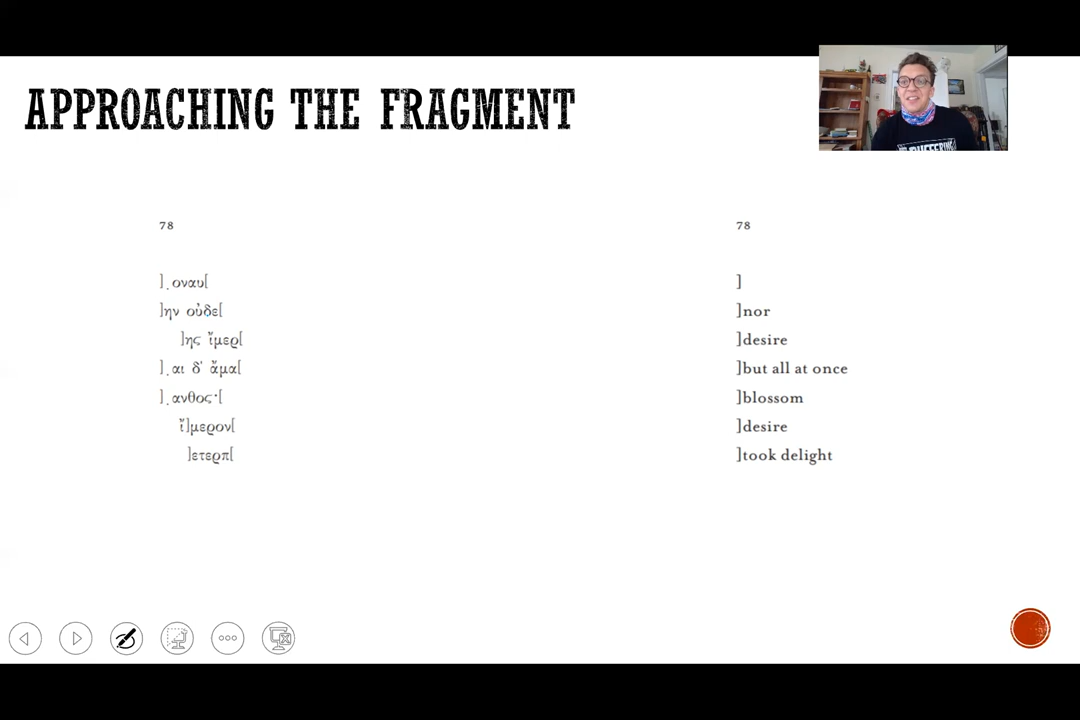 APPROACHING THE FRAGMENT
78
]̣οναυ[
]ην οὐδε[
]ης ἴμερ[
]̣αι δ' ἄμα[
]̣ανθος·[
ἴ]μερον[
]ετερπ[
78
]
]nor
]desire
]but all at once
]blossom
]desire
]took delight